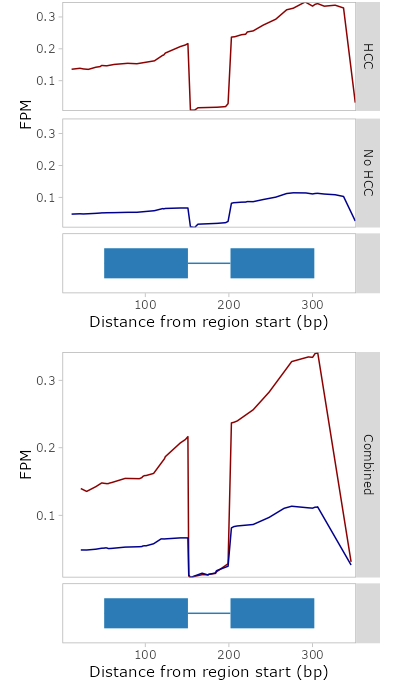 0.3
0.2
0.1
HCC
FPM
0.3
0.2
0.1
No HCC
100 200 300
Distance from region start (bp)
0.3
0.2
0.1
FPM
Combined
100 200 300
Distance from region start (bp)